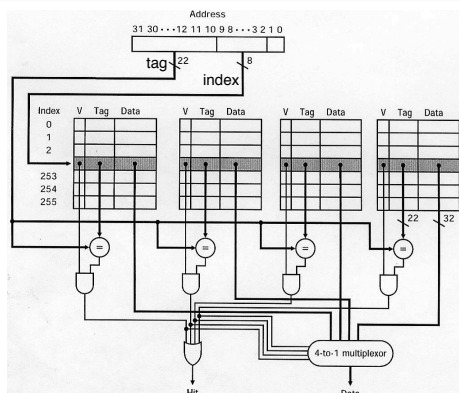 Address
31 30 · · · 12 11 10 9 8 · · · 3 2 1 0
tag 22
index 8
Index V Tag Data V Tag Data V Tag Data V Tag Data
0
1
2
253
254
255
22 32
= = = =
4-to-1 multiplexor
Hit Data